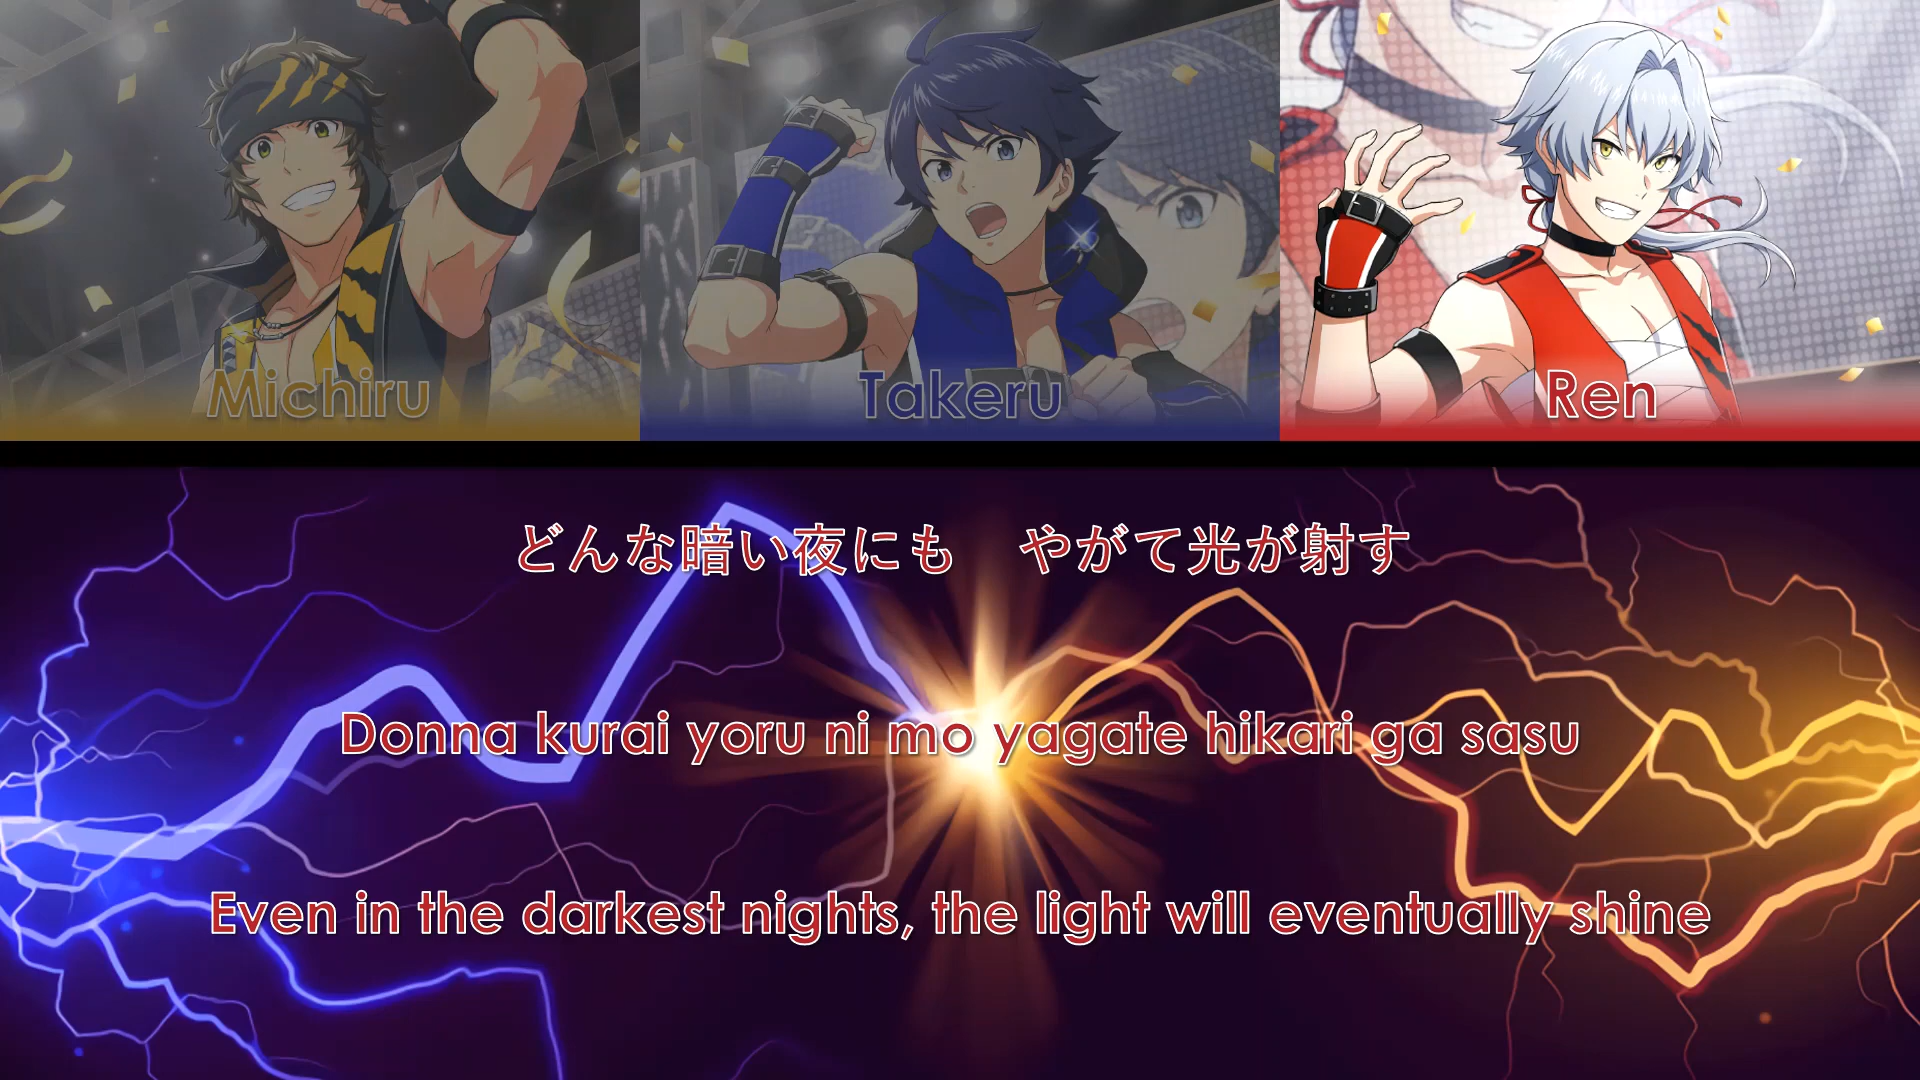 Michiru
Takeru
Ren
どんな暗い夜にも　やがて光が射す
Donna kurai yoru ni mo yagate hikari ga sasu
Even in the darkest nights, the light will eventually shine